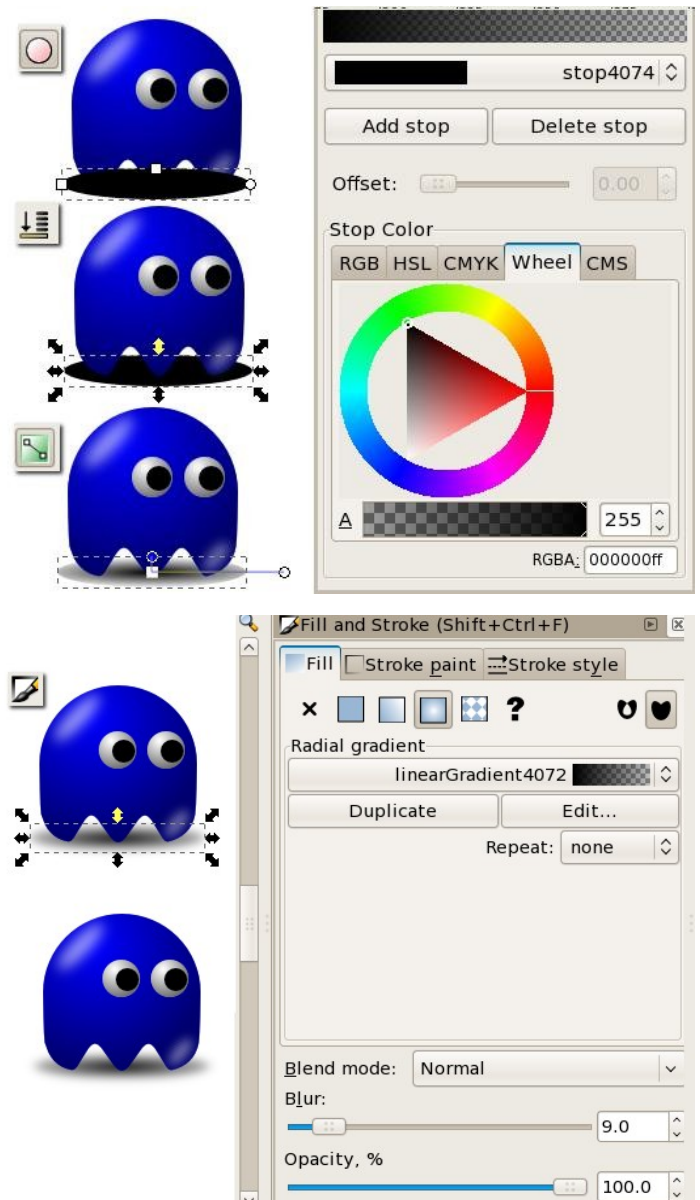 stop4074
Add stop
Delete stop
Offset:
0.00
Stop Color
RGB
HSL
CMYK
Wheel
CMS
A
255
RGBA:
000000ff
Fill and Stroke (Shift+Ctrl+F)
Fill
Stroke paint
Stroke style
?
Radial gradient
linearGradient4072
Duplicate
Edit...
Repeat:
none
Blend mode:
Normal
Blur:
9.0
Opacity, %
100.0